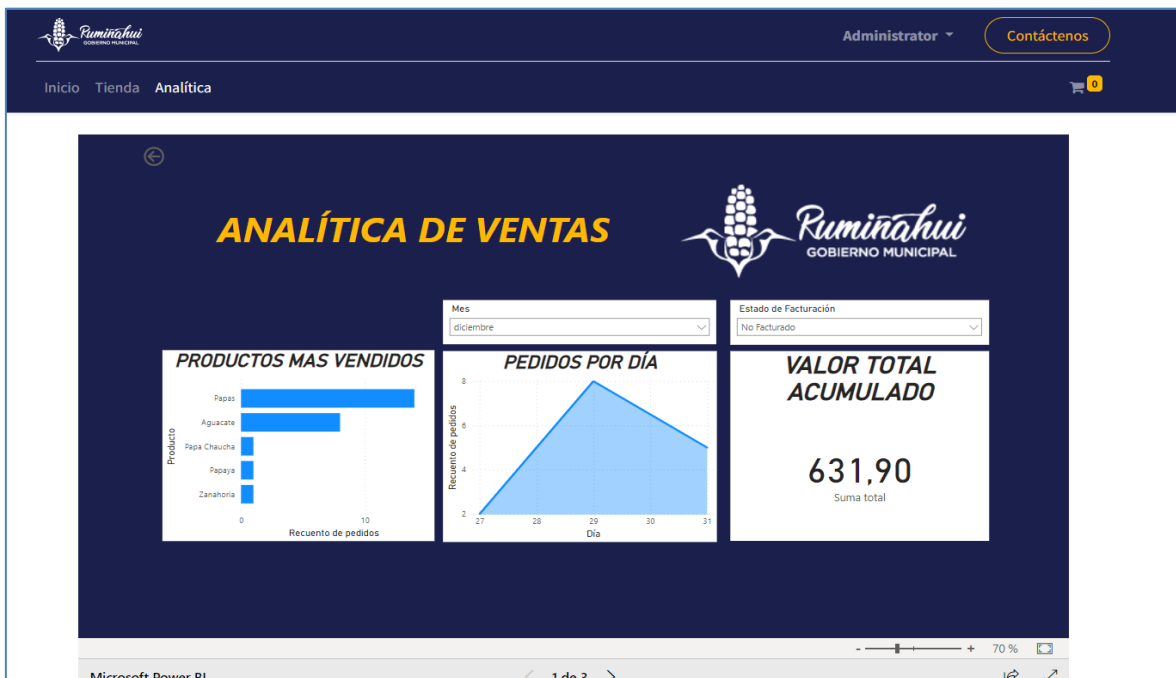 Rumiñahui
GOBIERNO MUNICIPAL
Administrator
Contáctenos
Inicio Tienda Analítica
0
ANALÍTICA DE VENTAS
Rumiñahui
GOBIERNO MUNICIPAL
Mes
diciembre
Estado de Facturación
No Facturado
PRODUCTOS MAS VENDIDOS
Producto
Papas
Aguacate
Papa Chaucha
Papaya
Zanahoria
0 10
Recuento de pedidos
PEDIDOS POR DÍA
Recuento de pedidos
8
6
4
2
27 28 29 30 31
Día
VALOR TOTAL
ACUMULADO
631,90
Suma total
- + 70 %
Microsoft Power BI
1 de 3